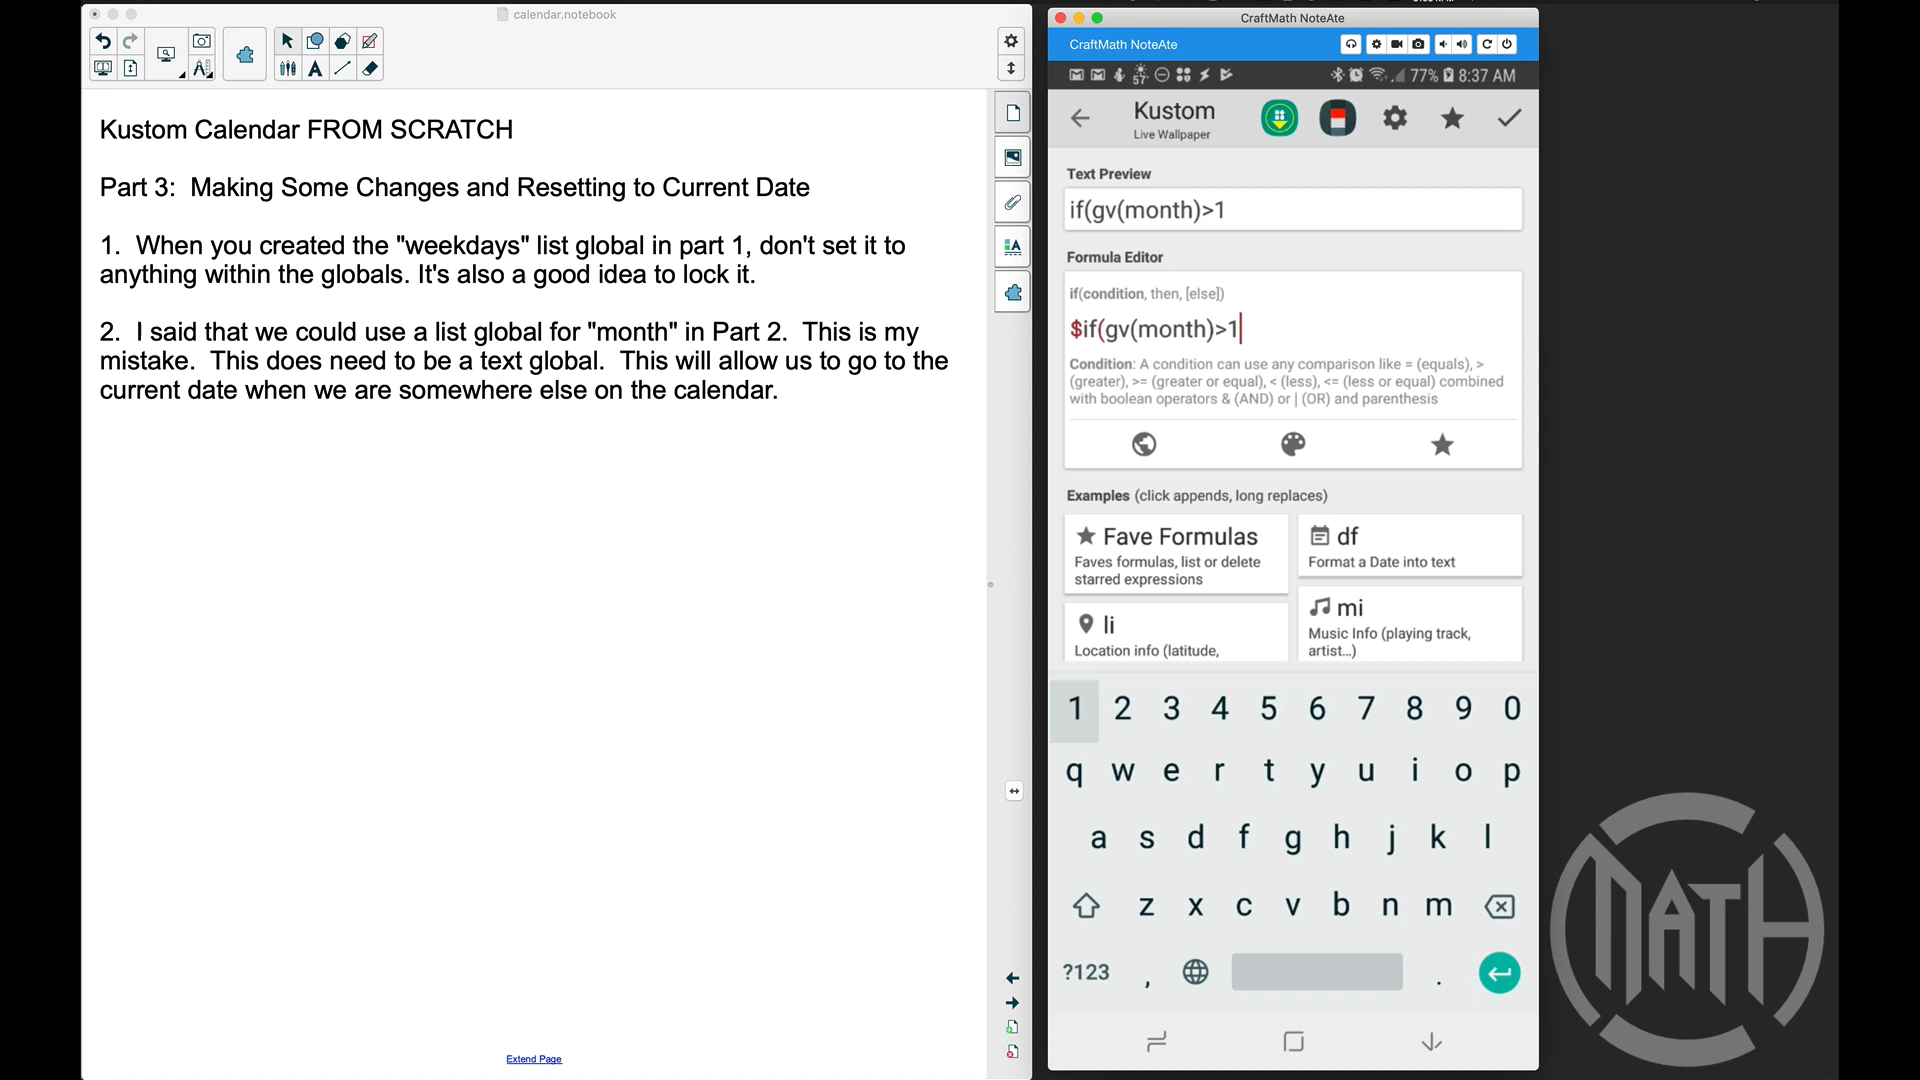 calendar.notebook
Kustom Calendar FROM SCRATCH
Part 3:  Making Some Changes and Resetting to Current Date
1.  When you created the "weekdays" list global in part 1, don't set it to
anything within the globals. It's also a good idea to lock it.
2.  I said that we could use a list global for "month" in Part 2.  This is my
mistake.  This does need to be a text global.  This will allow us to go to the
current date when we are somewhere else on the calendar.
Extend Page
CraftMath NoteAte
CraftMath NoteAte
57 77% 8:37 AM
Kustom
Live Wallpaper
Text Preview
if(gv(month)>1
Formula Editor
if(condition, then, [else])
$if(gv(month)>1
Condition: A condition can use any comparison like = (equals), >
(greater), >= (greater or equal), < (less), <= (less or equal) combined
with boolean operators & (AND) or | (OR) and parenthesis
Examples (click appends, long replaces)
Fave Formulas
Faves formulas, list or delete
starred expressions
df
Format a Date into text
li
Location info (latitude,
mi
Music Info (playing track,
artist...)
1 2 3 4 5 6 7 8 9 0
q w e r t y u i o p
a s d f g h j k l
z x c v b n m
?123 , .
MATH